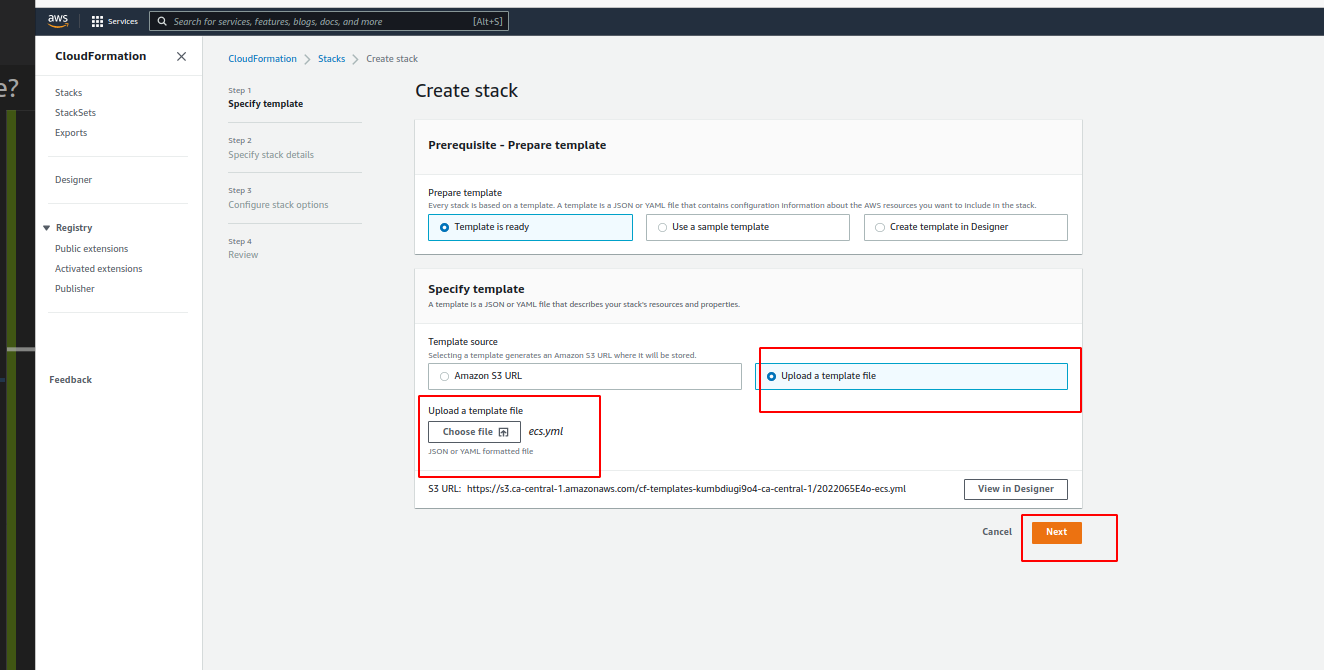 aws
Services
Search for services, features, blogs, docs, and more
[Alt+S]
e?
CloudFormation
Stacks
StackSets
Exports
Designer
Registry
Public extensions
Activated extensions
Publisher
Feedback
CloudFormation
Stacks
Create stack
Step 1
Specify template
Step 2
Specify stack details
Step 3
Configure stack options
Step 4
Review
Create stack
Prerequisite - Prepare template
Prepare template
Every stack is based on a template. A template is a JSON or YAML file that contains configuration information about the AWS resources you want to include in the stack.
Template is ready
Use a sample template
Create template in Designer
Specify template
A template is a JSON or YAML file that describes your stack's resources and properties.
Template source
Selecting a template generates an Amazon S3 URL where it will be stored.
Amazon S3 URL
Upload a template file
Upload a template file
Choose file
ecs.yml
JSON or YAML formatted file
S3 URL: https://s3.ca-central-1.amazonaws.com/cf-templates-kumbdiugi9o4-ca-central-1/2022065E4o-ecs.yml
View in Designer
Cancel
Next